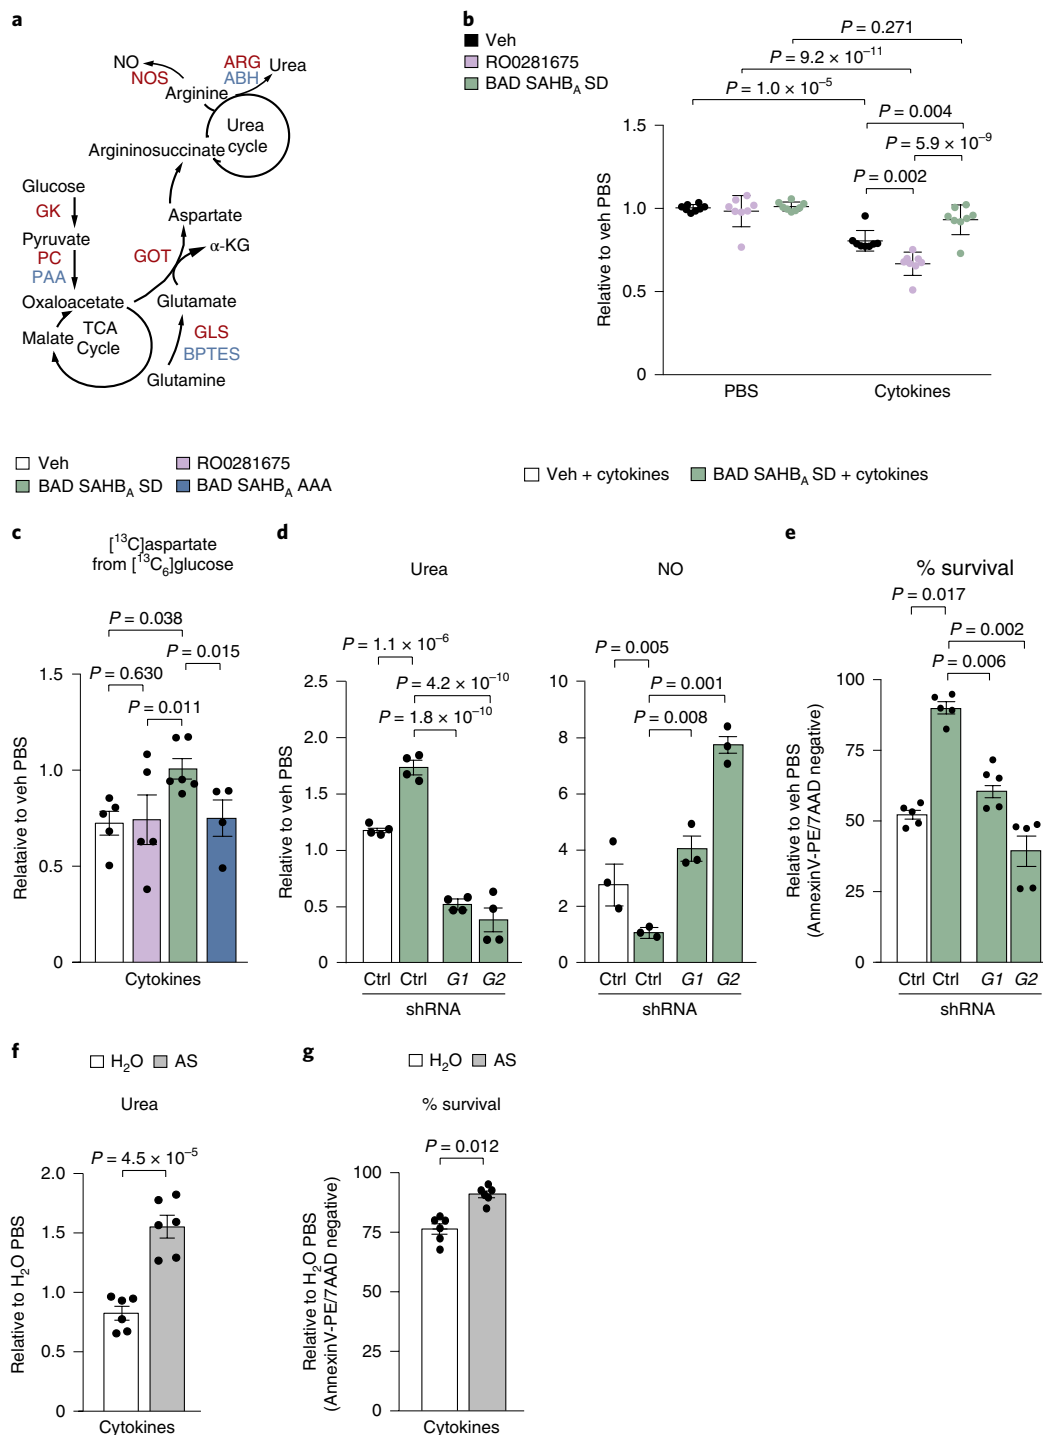 a
NO
NOS
ARG
ABH
Urea
Arginine
Urea
cycle
Argininosuccinate
Glucose
GK
Pyruvate
PC
PAA
Oxaloacetate
Malate
TCA
Cycle
Aspartate
α-KG
GOT
Glutamate
GLS
BPTES
Glutamine
b
Veh
RO0281675
BAD SAHB_A SD
P = 0.271
P = 9.2 × 10⁻¹¹
P = 1.0 × 10⁻⁵
P = 0.004
P = 5.9 × 10⁻⁹
P = 0.002
Relative to veh PBS
1.5
1.0
0.5
0
PBS
Cytokines
Veh
RO0281675
BAD SAHB_A SD
BAD SAHB_A AAA
Veh + cytokines
BAD SAHB_A SD + cytokines
c
[¹³C]aspartate
from [¹³C₆]glucose
P = 0.038
P = 0.015
P = 0.630
P = 0.011
Relataive to veh PBS
1.5
1.0
0.5
0
Cytokines
d
Urea
P = 1.1 × 10⁻⁶
P = 4.2 × 10⁻¹⁰
P = 1.8 × 10⁻¹⁰
Relative to veh PBS
2.5
2.0
1.5
1.0
0.5
0
Ctrl Ctrl G1 G2
shRNA
NO
P = 0.005
P = 0.001
P = 0.008
10
8
6
4
2
0
Ctrl Ctrl G1 G2
shRNA
e
% survival
P = 0.017
P = 0.002
P = 0.006
Relative to veh PBS
(AnnexinV-PE/7AAD negative)
100
75
50
25
0
Ctrl Ctrl G1 G2
shRNA
f
H₂O AS
Urea
P = 4.5 × 10⁻⁵
Relative to H₂O PBS
2.0
1.5
1.0
0.5
0
Cytokines
g
H₂O AS
% survival
P = 0.012
Relative to H₂O PBS
(AnnexinV-PE/7AAD negative)
100
75
50
25
0
Cytokines